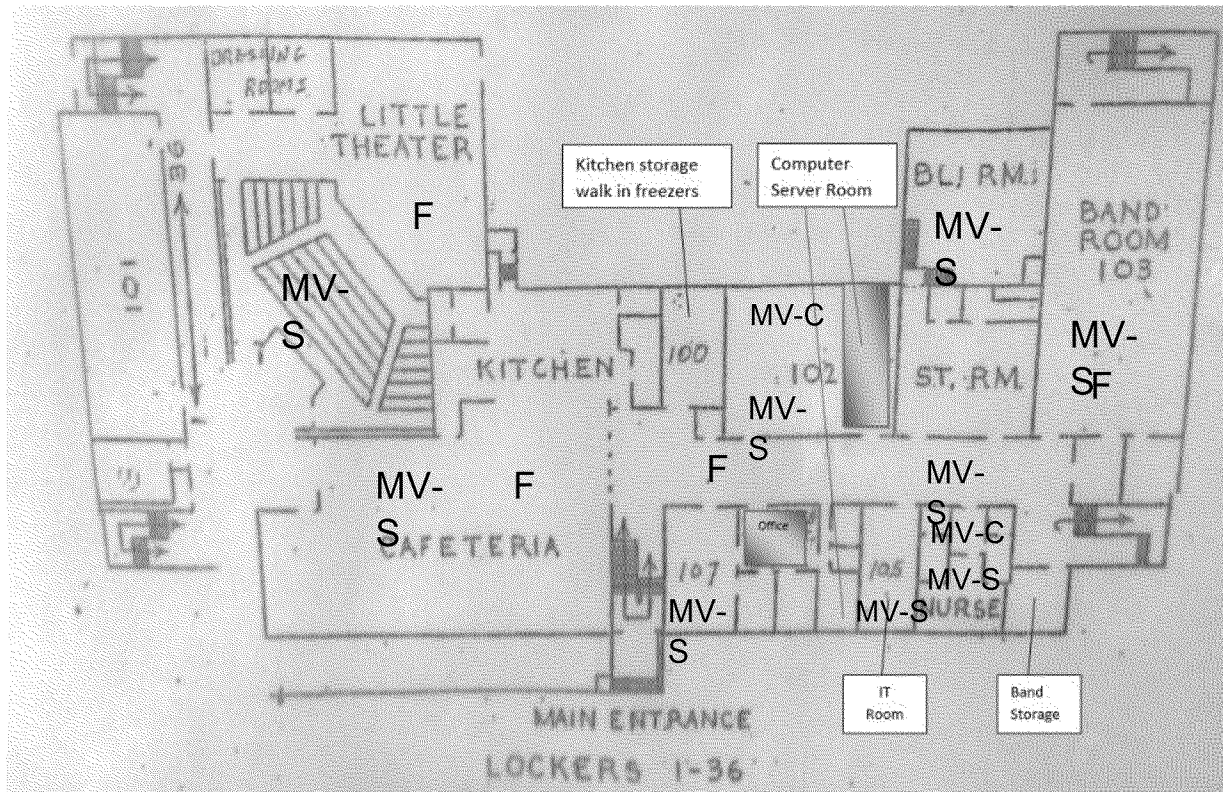 DRESSING
ROOMS
LITTLE
THEATER
36
Kitchen storage
walk in freezers
Computer
Server Room
BU RM.
BAND
ROOM
103
F
MV-
S
101
MV-
S
MV-C
MV-
SF
KITCHEN
100
102
ST. RM.
MV-
S
MV-
S
F
F
MV-
S
Office
MV-C
CAFETERIA
107
105
MV-S
MV-
S
MV-S
NURSE
IT
Room
Band
Storage
MAIN ENTRANCE
LOCKERS 1-36